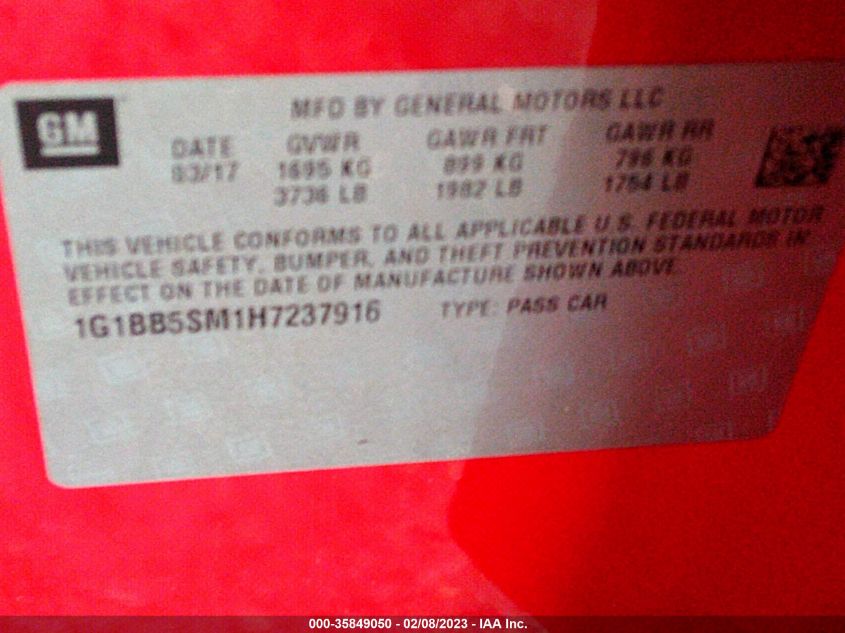 GM
MFD BY GENERAL MOTORS LLC
DATE GVWR GAWR FRT GAWR RR
03/17 1695 KG 899 KG 796 KG
3736 LB 1982 LB 1754 LB
THIS VEHICLE CONFORMS TO ALL APPLICABLE U.S. FEDERAL MOTOR
VEHICLE SAFETY, BUMPER, AND THEFT PREVENTION STANDARDS IN
EFFECT ON THE DATE OF MANUFACTURE SHOWN ABOVE.
1G1BB5SM1H7237916 TYPE: PASS CAR
000-35849050 - 02/08/2023 - IAA Inc.